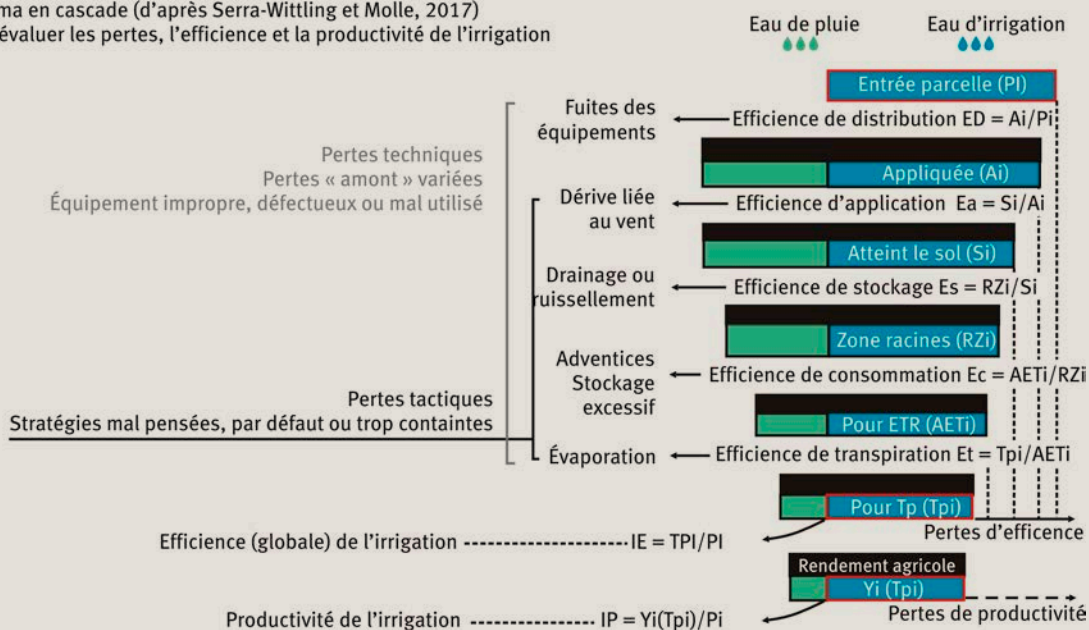 ma en cascade (d'après Serra-Wittling et Molle, 2017)
évaluer les pertes, l'efficience et la productivité de l'irrigation
Eau de pluie
Eau d'irrigation
Entrée parcelle (PI)
Fuites des
équipements
Efficience de distribution ED = Ai/Pi
Pertes techniques
Pertes « amont » variées
Équipement impropre, défectueux ou mal utilisé
Appliquée (Ai)
Dérive liée
au vent
Efficience d'application Ea = Si/Ai
Atteint le sol (Si)
Drainage ou
ruissellement
Efficience de stockage Es = RZi/Si
Zone racines (RZi)
Adventices
Stockage
excessif
Efficience de consommation Ec = AETi/RZi
Pertes tactiques
Stratégies mal pensées, par défaut ou trop containtes
Pour ETR (AETi)
Évaporation
Efficience de transpiration Et = Tpi/AETi
Pour Tp (Tpi)
Pertes d'efficence
Efficience (globale) de l'irrigation IE = TPI/PI
Rendement agricole
Yi (Tpi)
Pertes de productivité
Productivité de l'irrigation IP = Yi(Tpi)/Pi